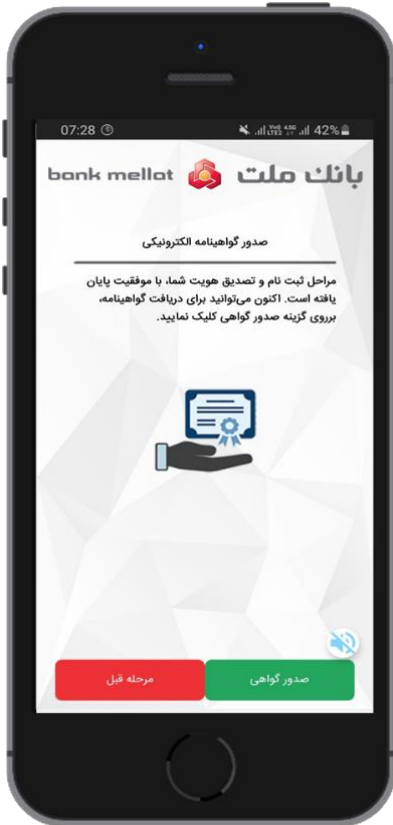 07:28 42%
bank mellat بانك ملت
صدور گواهینامه الکترونیکی
مراحل ثبت نام و تصدیق هویت شما، با موفقیت پایان
یافته است. اکنون می‌توانید برای دریافت گواهینامه،
برروی گزینه صدور گواهی کلیک نمایید.
صدور گواهی
مرحله قبل